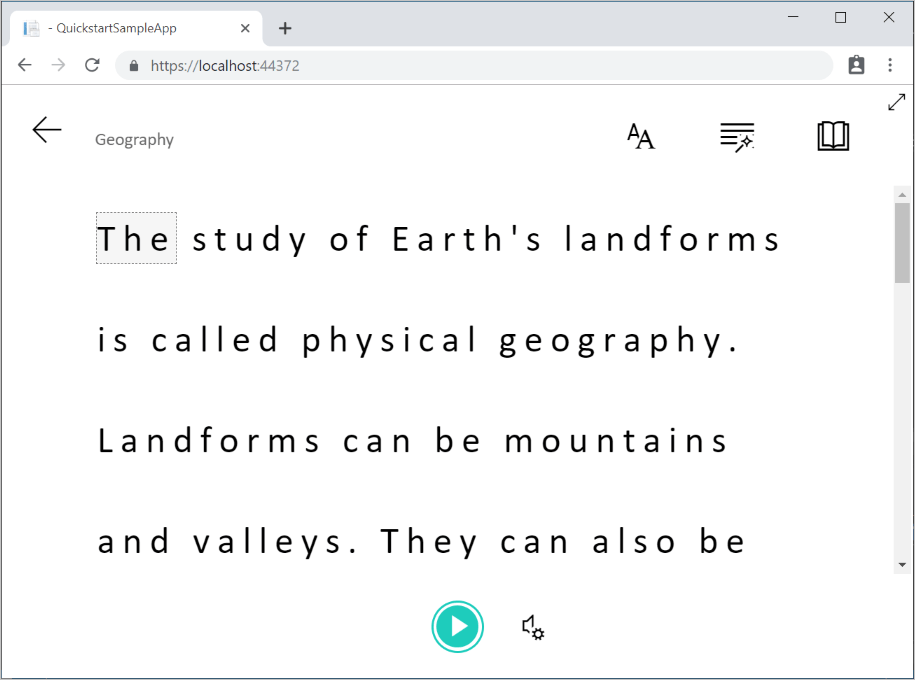 - QuickstartSampleApp
https://localhost:44372
Geography
AA
The study of Earth's landforms
is called physical geography.
Landforms can be mountains
and valleys. They can also be